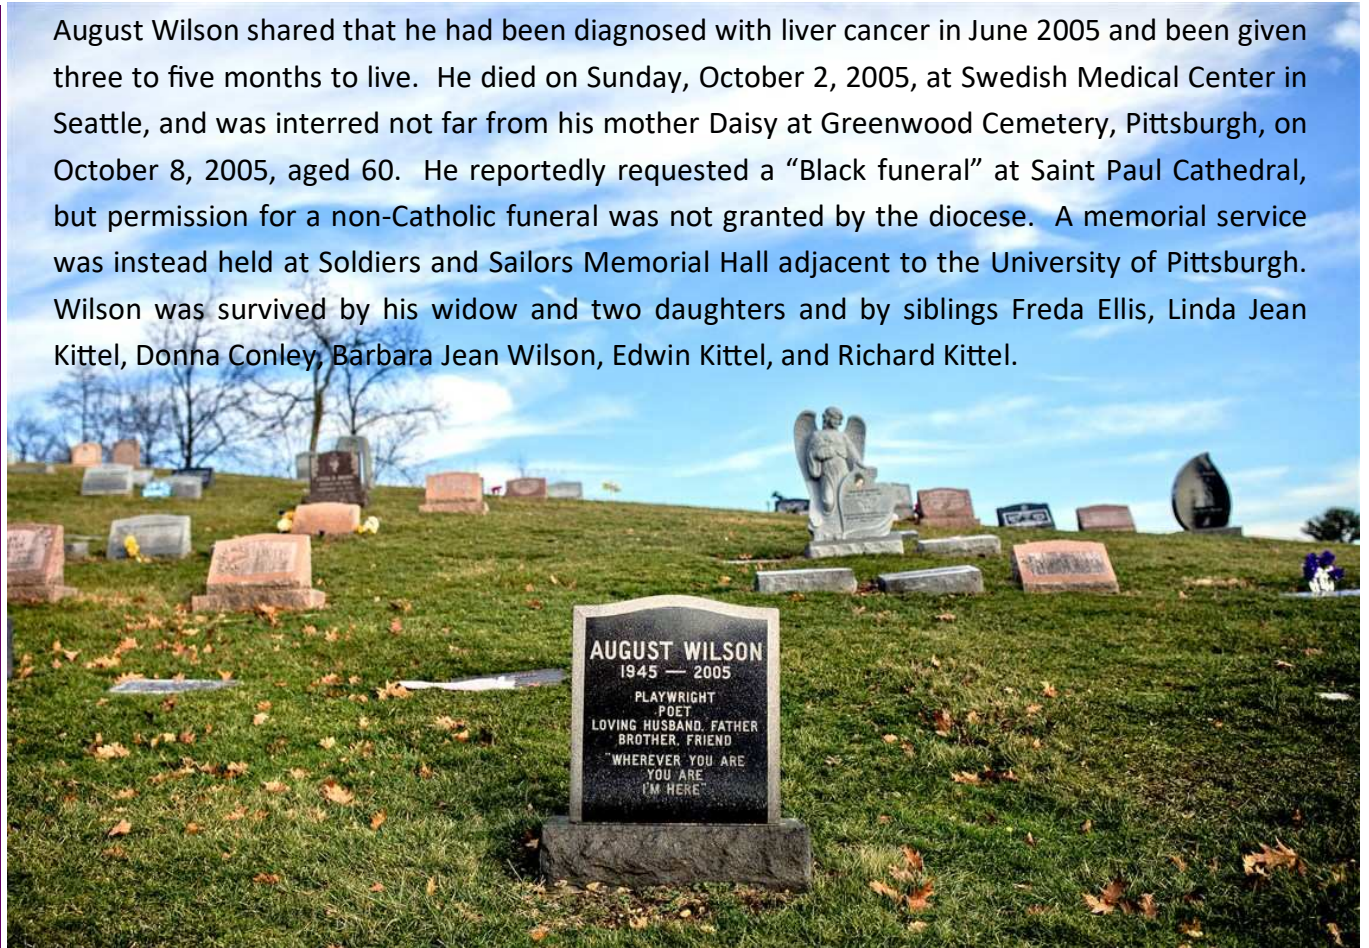 August Wilson shared that he had been diagnosed with liver cancer in June 2005 and been given
three to five months to live.  He died on Sunday, October 2, 2005, at Swedish Medical Center in
Seattle, and was interred not far from his mother Daisy at Greenwood Cemetery, Pittsburgh, on
October 8, 2005, aged 60.  He reportedly requested a “Black funeral” at Saint Paul Cathedral,
but permission for a non-Catholic funeral was not granted by the diocese.  A memorial service
was instead held at Soldiers and Sailors Memorial Hall adjacent to the University of Pittsburgh.
Wilson was survived by his widow and two daughters and by siblings Freda Ellis, Linda Jean
Kittel, Donna Conley, Barbara Jean Wilson, Edwin Kittel, and Richard Kittel.
AUGUST WILSON
1945 — 2005
PLAYWRIGHT
POET
LOVING HUSBAND, FATHER
BROTHER, FRIEND
"WHEREVER YOU ARE
YOU ARE
I'M HERE"